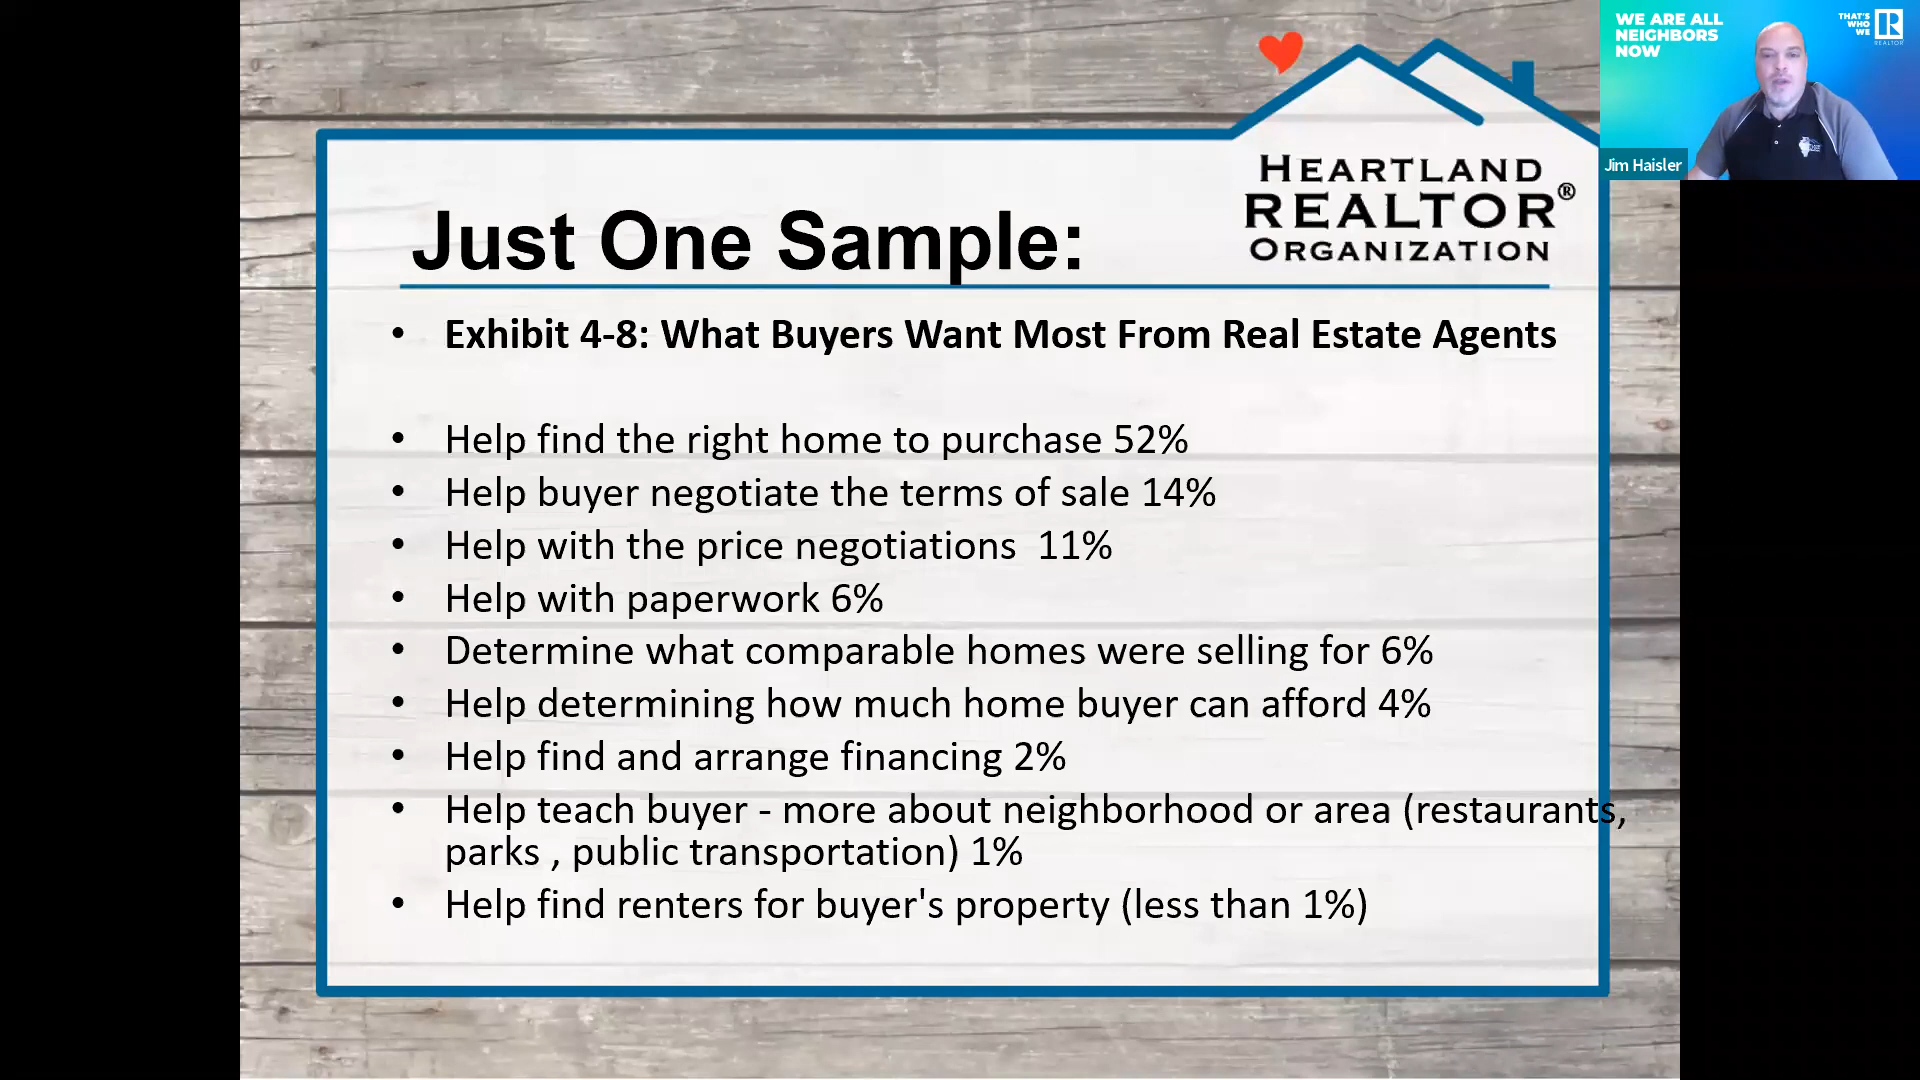 WE ARE ALL
NEIGHBORS
NOW
THAT'S
WHO
WE
R
REALTOR
Jim Haisler
HEARTLAND
REALTOR®
ORGANIZATION
Just One Sample:
• Exhibit 4-8: What Buyers Want Most From Real Estate Agents
• Help find the right home to purchase 52%
• Help buyer negotiate the terms of sale 14%
• Help with the price negotiations  11%
• Help with paperwork 6%
• Determine what comparable homes were selling for 6%
• Help determining how much home buyer can afford 4%
• Help find and arrange financing 2%
• Help teach buyer - more about neighborhood or area (restaurants,
parks , public transportation) 1%
• Help find renters for buyer's property (less than 1%)